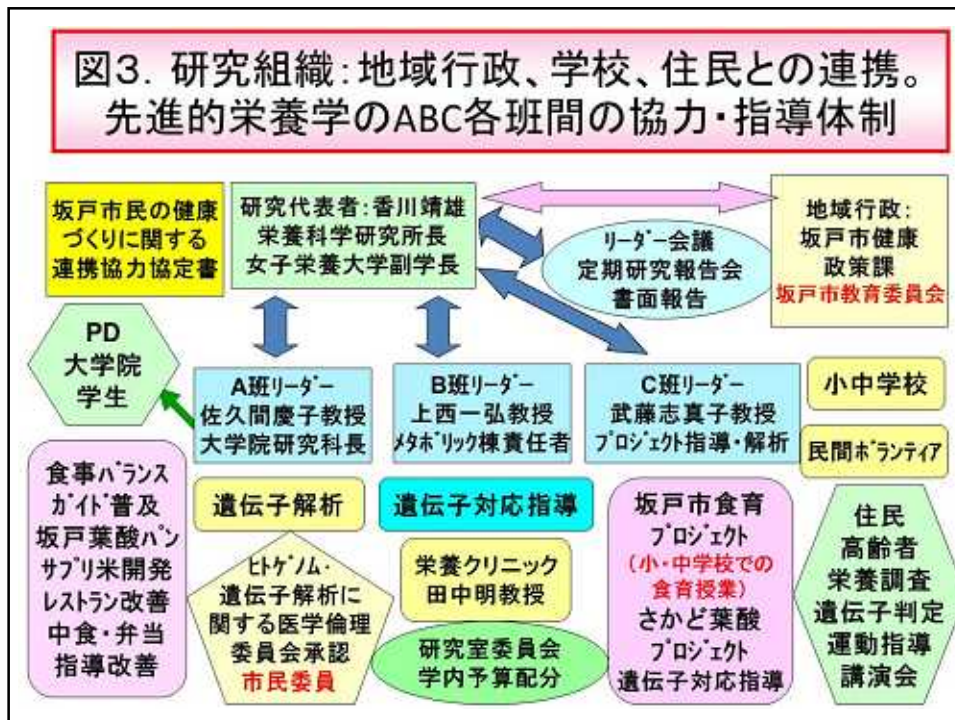 図3. 研究組織:地域行政、学校、住民との連携。
先進的栄養学のABC各班間の協力・指導体制
坂戸市民の健康
づくりに関する
連携協力協定書
研究代表者:香川靖雄
栄養科学研究所長
女子栄養大学副学長
リーダー会議
定期研究報告会
書面報告
地域行政:
坂戸市健康
政策課
坂戸市教育委員会
PD
大学院
学生
A班リーダー
佐久間慶子教授
大学院研究科長
B班リーダー
上西一弘教授
メタボリック棟責任者
C班リーダー
武藤志真子教授
プロジェクト指導・解析
小中学校
民間ボランティア
食事バランス
ガイド普及
坂戸葉酸パン
サプリ米開発
レストラン改善
中食・弁当
指導改善
遺伝子解析
ヒトゲノム・
遺伝子解析に
関する医学倫理
委員会承認
市民委員
遺伝子対応指導
栄養クリニック
田中明教授
研究室委員会
学内予算配分
坂戸市食育
プロジェクト
(小・中学校での
食育授業)
さかど葉酸
プロジェクト
遺伝子対応指導
住民
高齢者
栄養調査
遺伝子判定
運動指導
講演会